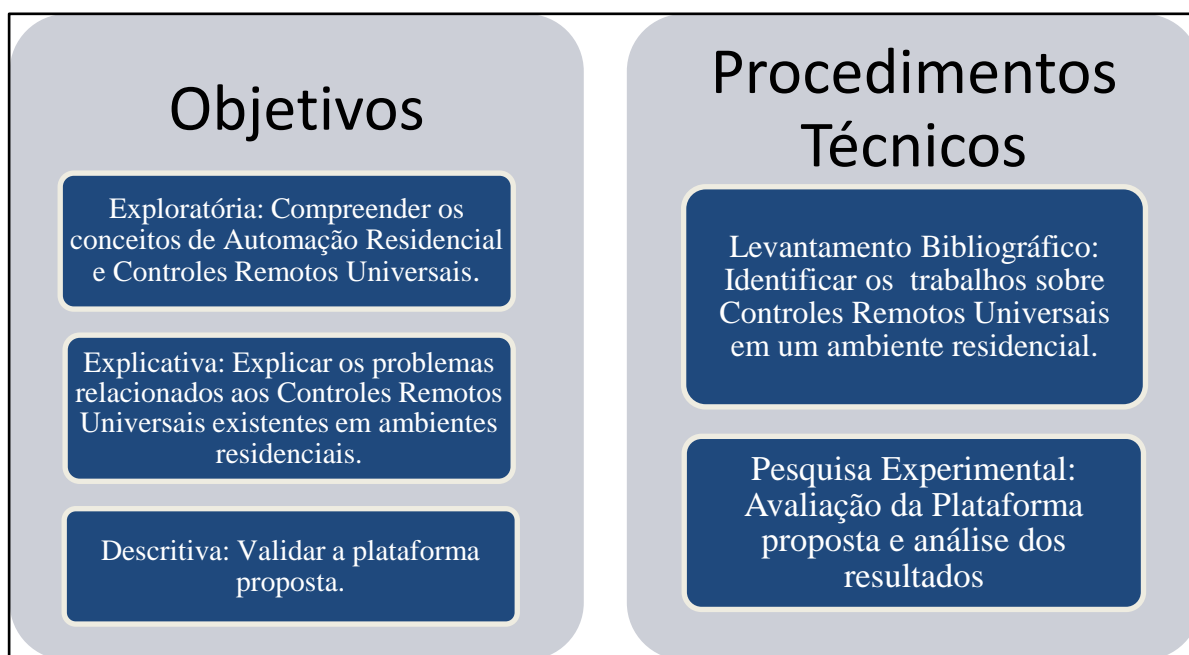 Objetivos
Exploratória: Compreender os
conceitos de Automação Residencial
e Controles Remotos Universais.
Explicativa: Explicar os problemas
relacionados aos Controles Remotos
Universais existentes em ambientes
residenciais.
Descritiva: Validar a plataforma
proposta.
Procedimentos
Técnicos
Levantamento Bibliográfico:
Identificar os trabalhos sobre
Controles Remotos Universais
em um ambiente residencial.
Pesquisa Experimental:
Avaliação da Plataforma
proposta e análise dos
resultados